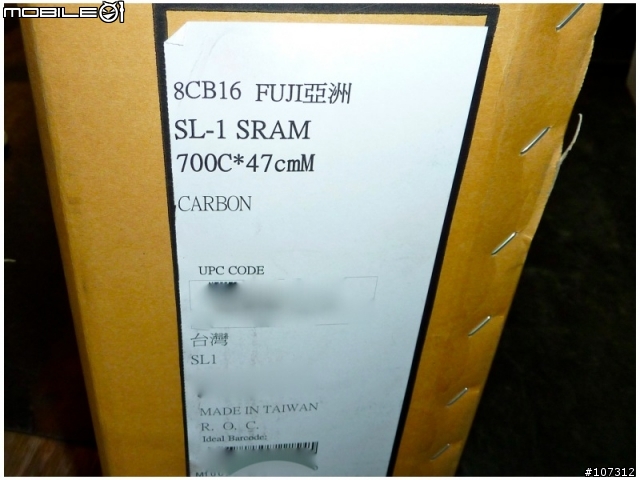 MOBILE01
8CB16 FUJI亞洲
SL-1 SRAM
700C*47cmM
CARBON
UPC CODE
台灣
SL1
MADE IN TAIWAN
R. O. C.
Ideal Barcode:
#107312